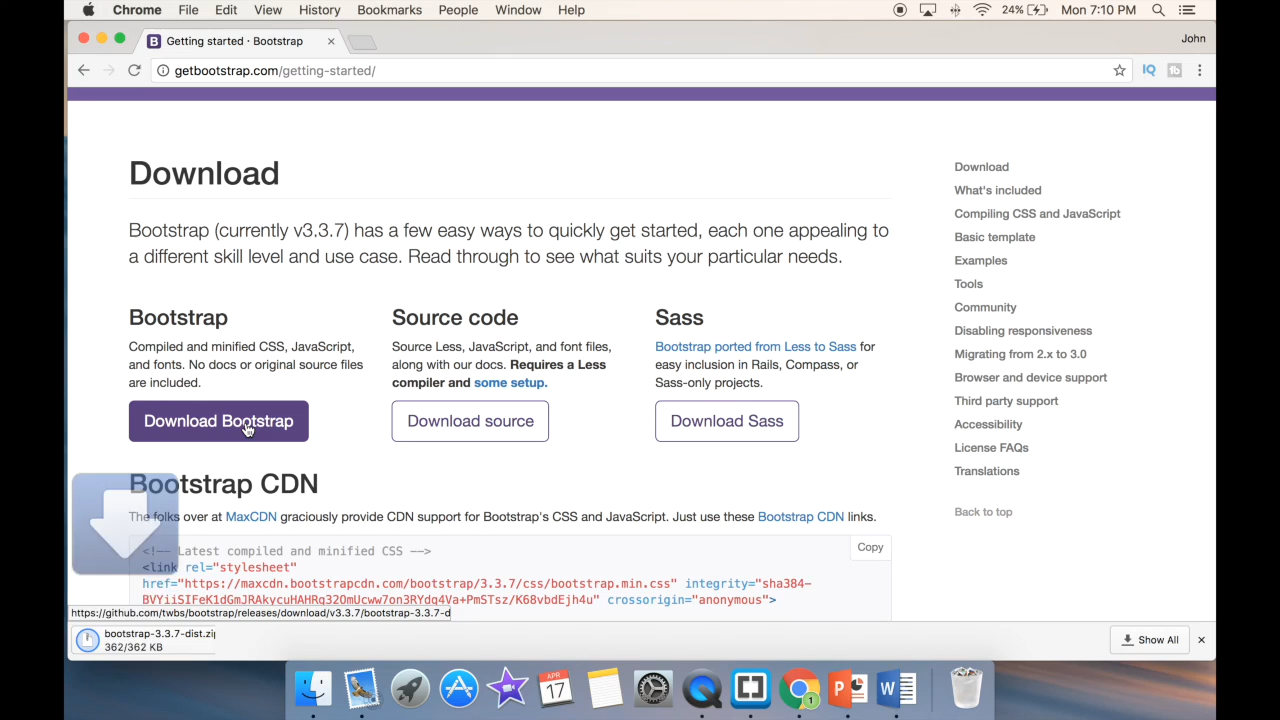 Chrome File Edit View History Bookmarks People Window Help 24% Mon 7:10 PM
Getting started · Bootstrap John
getbootstrap.com/getting-started/ IQ tb
Download
Bootstrap (currently v3.3.7) has a few easy ways to quickly get started, each one appealing to
a different skill level and use case. Read through to see what suits your particular needs.
Bootstrap
Compiled and minified CSS, JavaScript,
and fonts. No docs or original source files
are included.
Download Bootstrap
Source code
Source Less, JavaScript, and font files,
along with our docs. Requires a Less
compiler and some setup.
Download source
Sass
Bootstrap ported from Less to Sass for
easy inclusion in Rails, Compass, or
Sass-only projects.
Download Sass
Bootstrap CDN
The folks over at MaxCDN graciously provide CDN support for Bootstrap's CSS and JavaScript. Just use these Bootstrap CDN links.
Copy
<!-- Latest compiled and minified CSS -->
<link rel="stylesheet"
href="https://maxcdn.bootstrapcdn.com/bootstrap/3.3.7/css/bootstrap.min.css" integrity="sha384-
BVYiiSIFeK1dGmJRAkycuHAHRg32OmUcww7on3RYdg4Va+PmSTsz/K68vbdEjh4u" crossorigin="anonymous">
Download
What's included
Compiling CSS and JavaScript
Basic template
Examples
Tools
Community
Disabling responsiveness
Migrating from 2.x to 3.0
Browser and device support
Third party support
Accessibility
License FAQs
Translations
Back to top
https://github.com/twbs/bootstrap/releases/download/v3.3.7/bootstrap-3.3.7-d
bootstrap-3.3.7-dist.zip
362/362 KB
Show All
APR
17
1
P
W